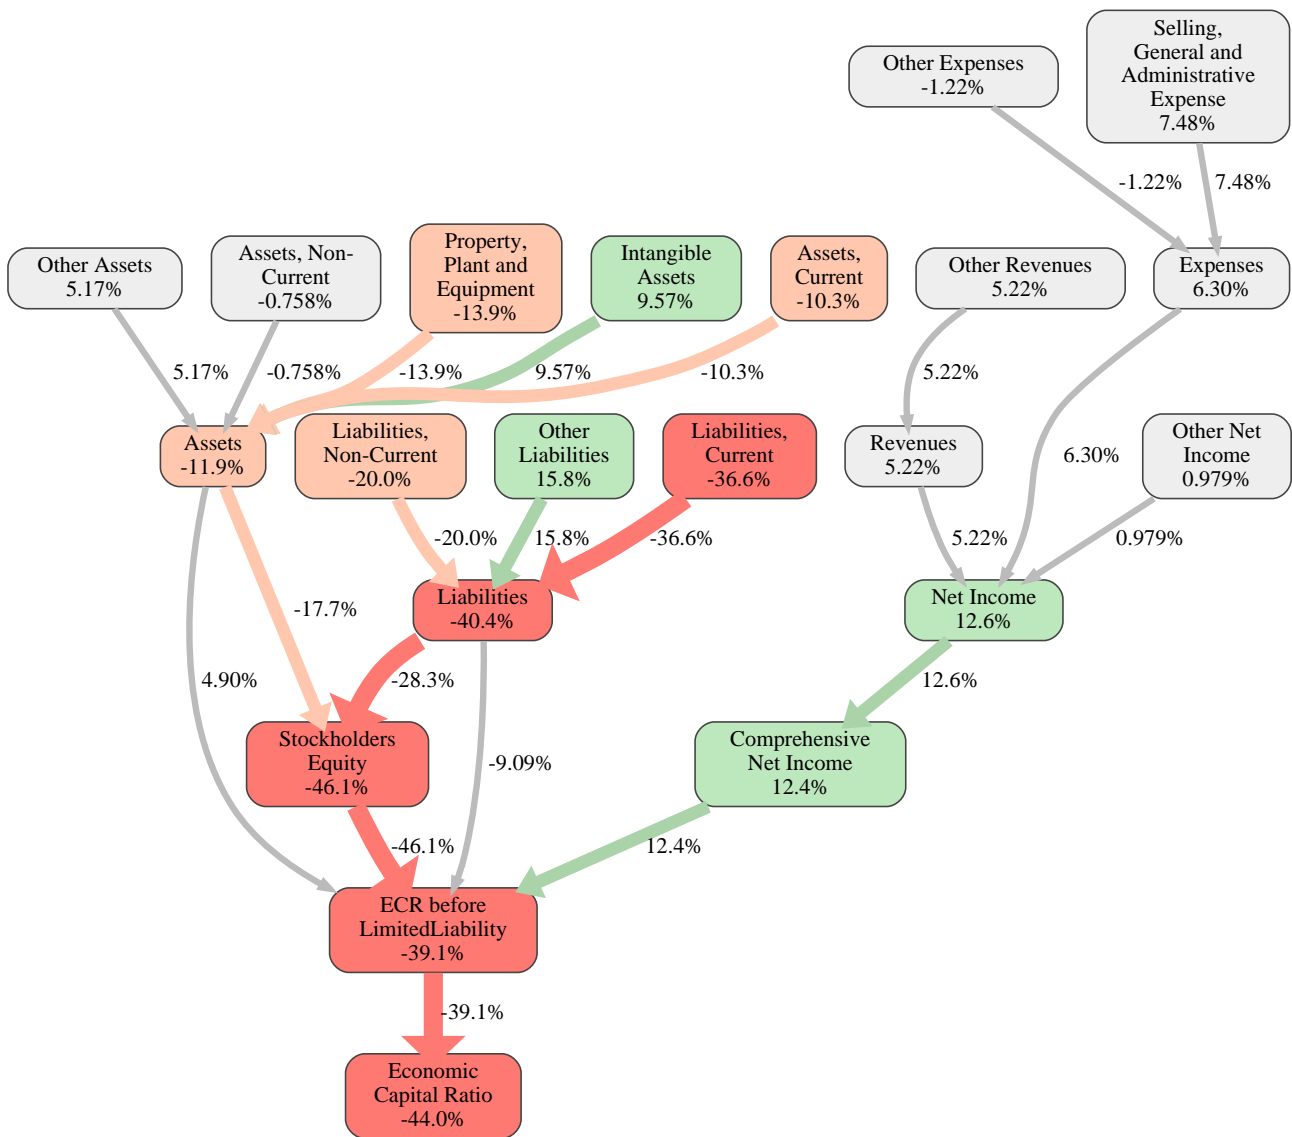 Selling,
General and
Administrative
Expense
7.48%
Other Expenses
-1.22%
-1.22%
7.48%
Other Assets
5.17%
Assets, Non-
Current
-0.758%
Property,
Plant and
Equipment
-13.9%
Intangible
Assets
9.57%
Assets,
Current
-10.3%
Other Revenues
5.22%
Expenses
6.30%
5.17%
-0.758%
-13.9%
9.57%
-10.3%
5.22%
Assets
-11.9%
Liabilities,
Non-Current
-20.0%
Other
Liabilities
15.8%
Liabilities,
Current
-36.6%
Revenues
5.22%
6.30%
Other Net
Income
0.979%
-20.0%
15.8%
-36.6%
5.22%
0.979%
-17.7%
Liabilities
-40.4%
Net Income
12.6%
4.90%
-28.3%
12.6%
Stockholders
Equity
-46.1%
-9.09%
Comprehensive
Net Income
12.4%
-46.1%
12.4%
ECR before
LimitedLiability
-39.1%
-39.1%
Economic
Capital Ratio
-44.0%